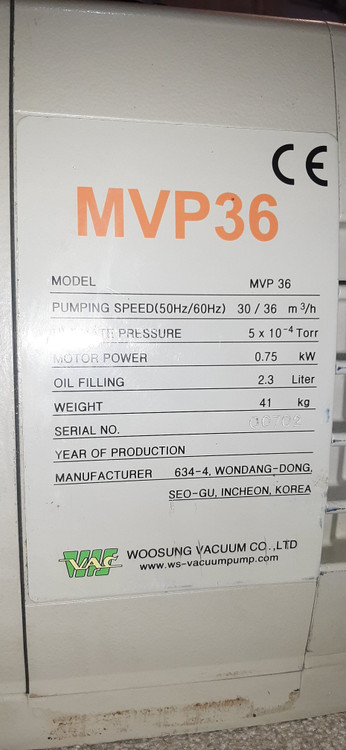 CE
MVP36
MODEL MVP 36
PUMPING SPEED(50Hz/60Hz) 30 / 36 m³/h
PRESSURE 5 x 10⁻⁴ Torr
MOTOR POWER 0.75 kW
OIL FILLING 2.3 Liter
WEIGHT 41 kg
SERIAL NO.
YEAR OF PRODUCTION
MANUFACTURER 634-4, WONDANG-DONG,
SEO-GU, INCHEON, KOREA
VAC WOOSUNG VACUUM CO.,LTD
www.ws-vacuumpump.com